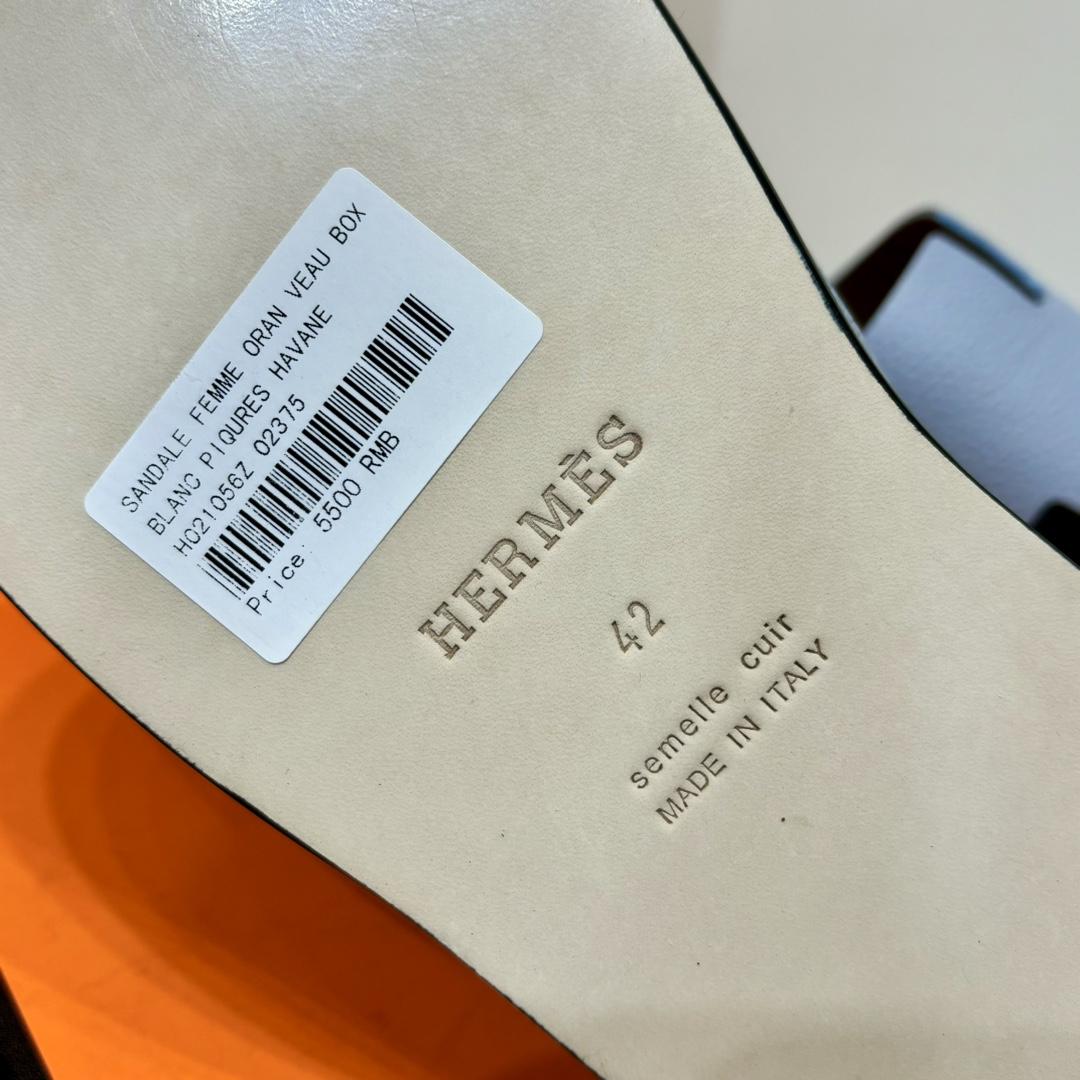 SANDALE FEMME ORAN VEAU BOX
BLANC PIQURES HAVANE
H021056Z 02375
Price: 5500 RMB
HERMÈS
42
semelle cuir
MADE IN ITALY